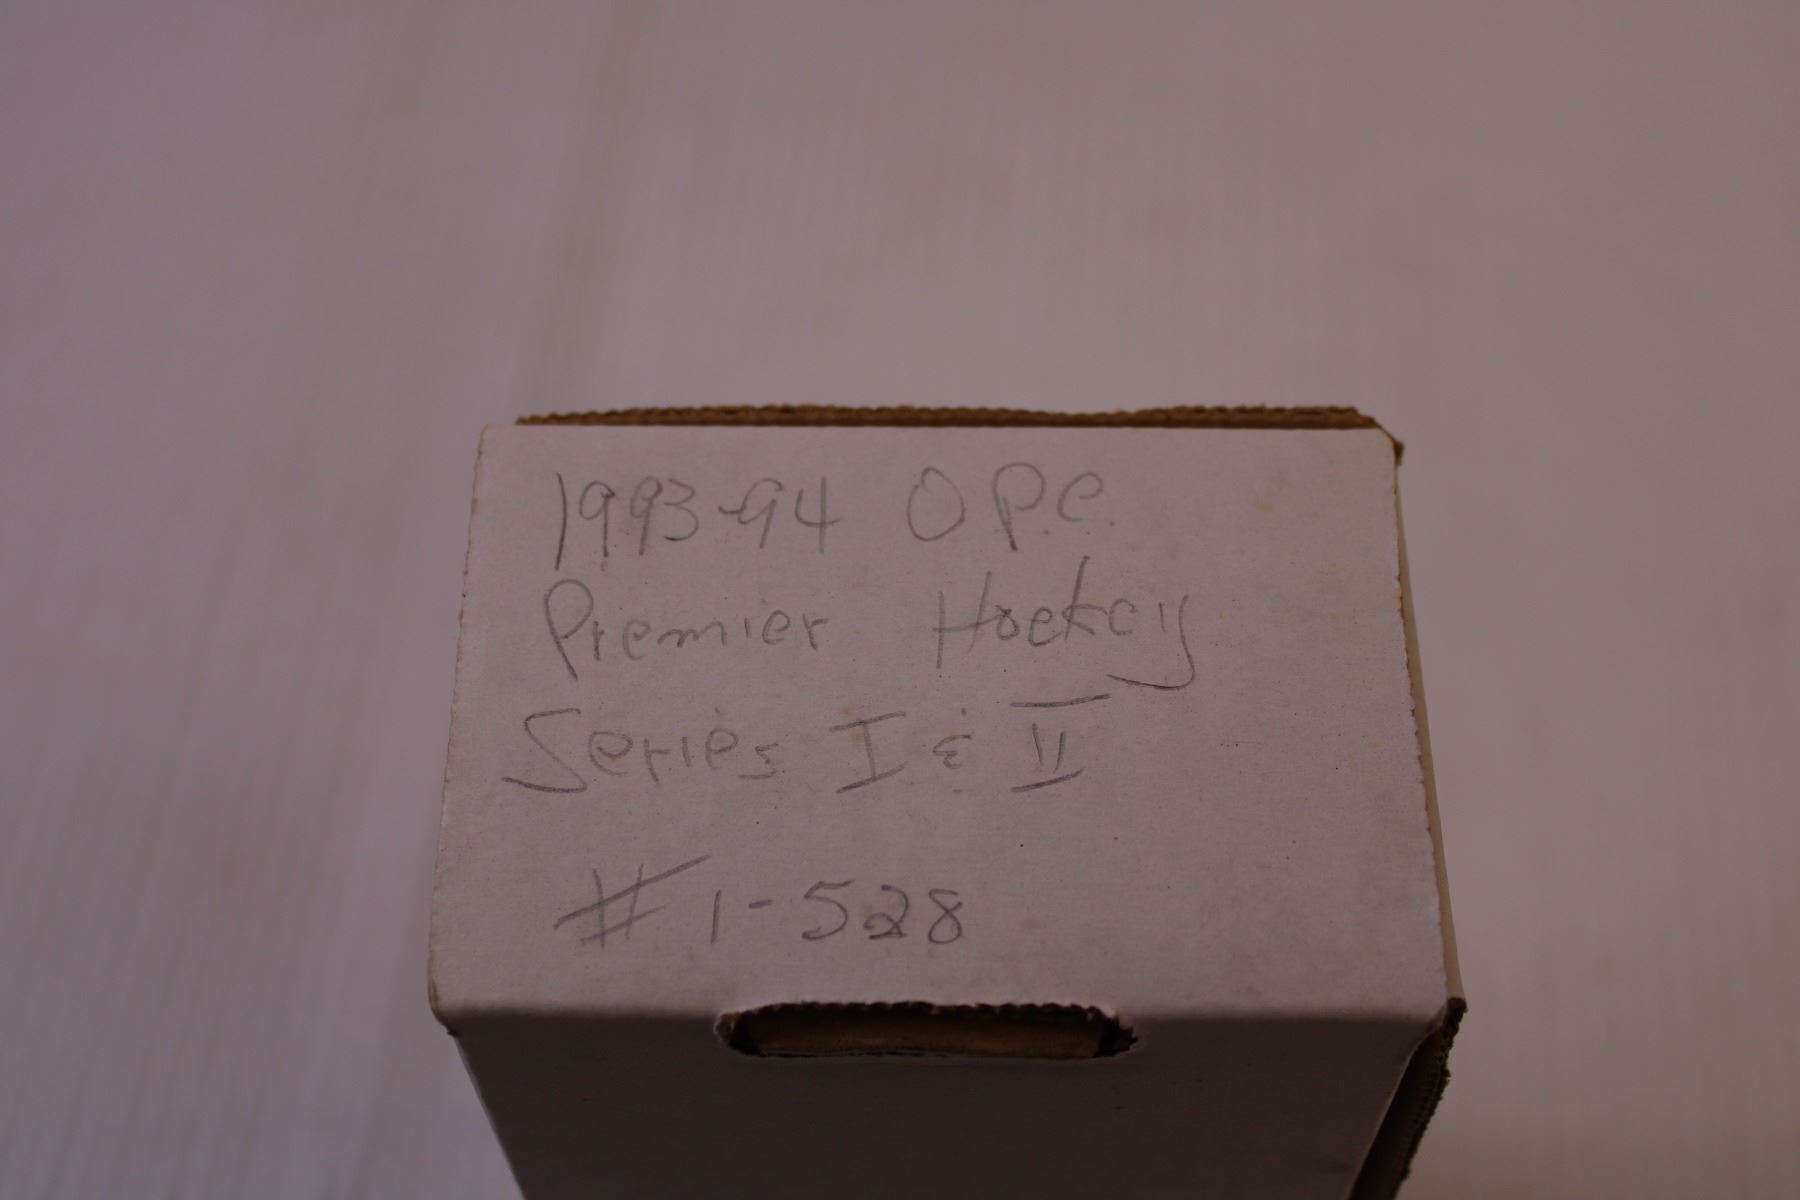 1993-94 O.P.C.
Premier Hockey
Series I & II
#1-528